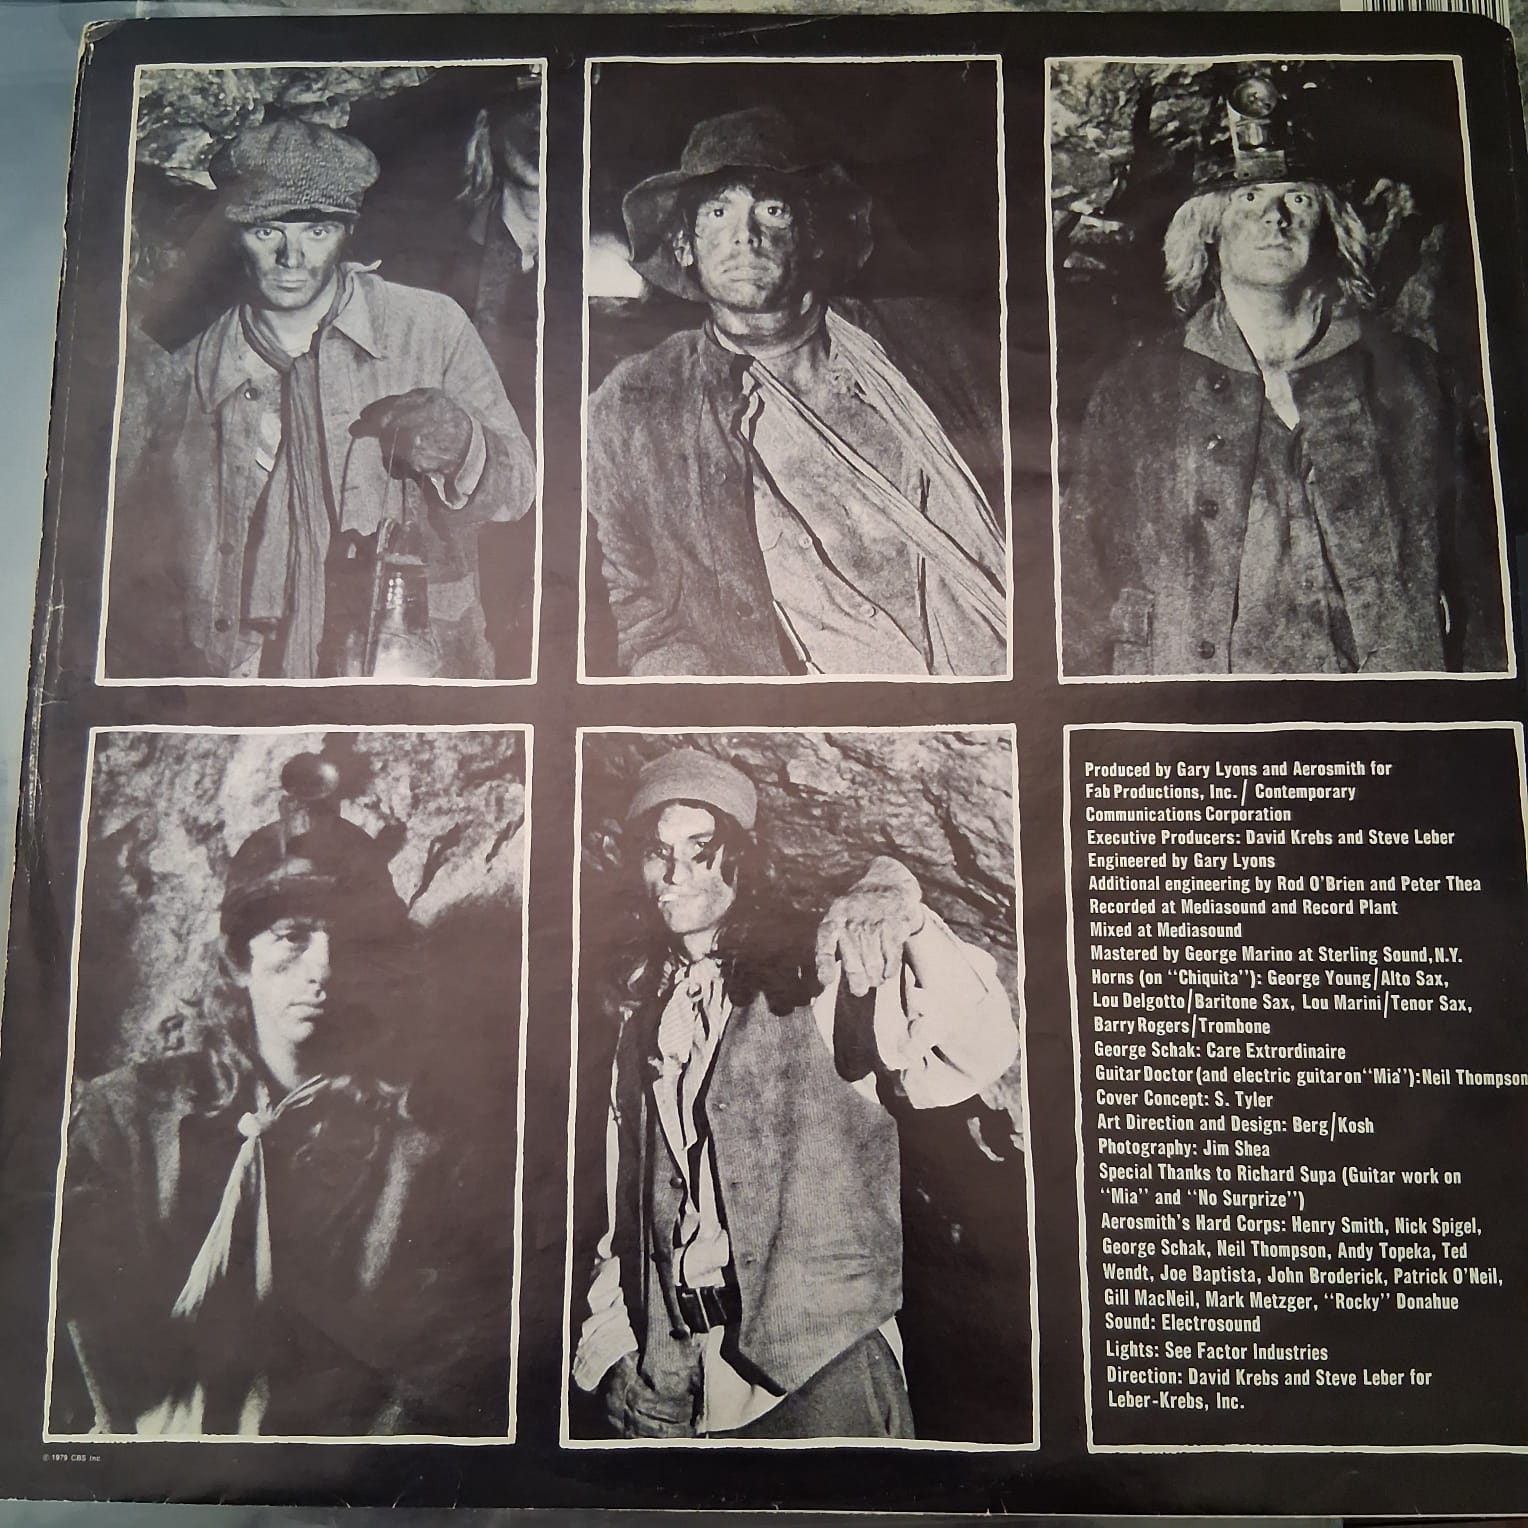 Produced by Gary Lyons and Aerosmith for
Fab Productions, Inc. / Contemporary
Communications Corporation
Executive Producers: David Krebs and Steve Leber
Engineered by Gary Lyons
Additional engineering by Rod O'Brien and Peter Thea
Recorded at Mediasound and Record Plant
Mixed at Mediasound
Mastered by George Marino at Sterling Sound, N.Y.
Horns (on "Chiquita"): George Young/Alto Sax,
Lou Delgotto/Baritone Sax, Lou Marini/Tenor Sax,
Barry Rogers/Trombone
George Schak: Care Extrordinaire
Guitar Doctor (and electric guitar on "Mia"): Neil Thompson
Cover Concept: S. Tyler
Art Direction and Design: Berg/Kosh
Photography: Jim Shea
Special Thanks to Richard Supa (Guitar work on
"Mia" and "No Surprize")
Aerosmith's Hard Corps: Henry Smith, Nick Spigel,
George Schak, Neil Thompson, Andy Topeka, Ted
Wendt, Joe Baptista, John Broderick, Patrick O'Neil,
Gill MacNeil, Mark Metzger, "Rocky" Donahue
Sound: Electrosound
Lights: See Factor Industries
Direction: David Krebs and Steve Leber for
Leber-Krebs, Inc.
© 1979 CBS Inc.